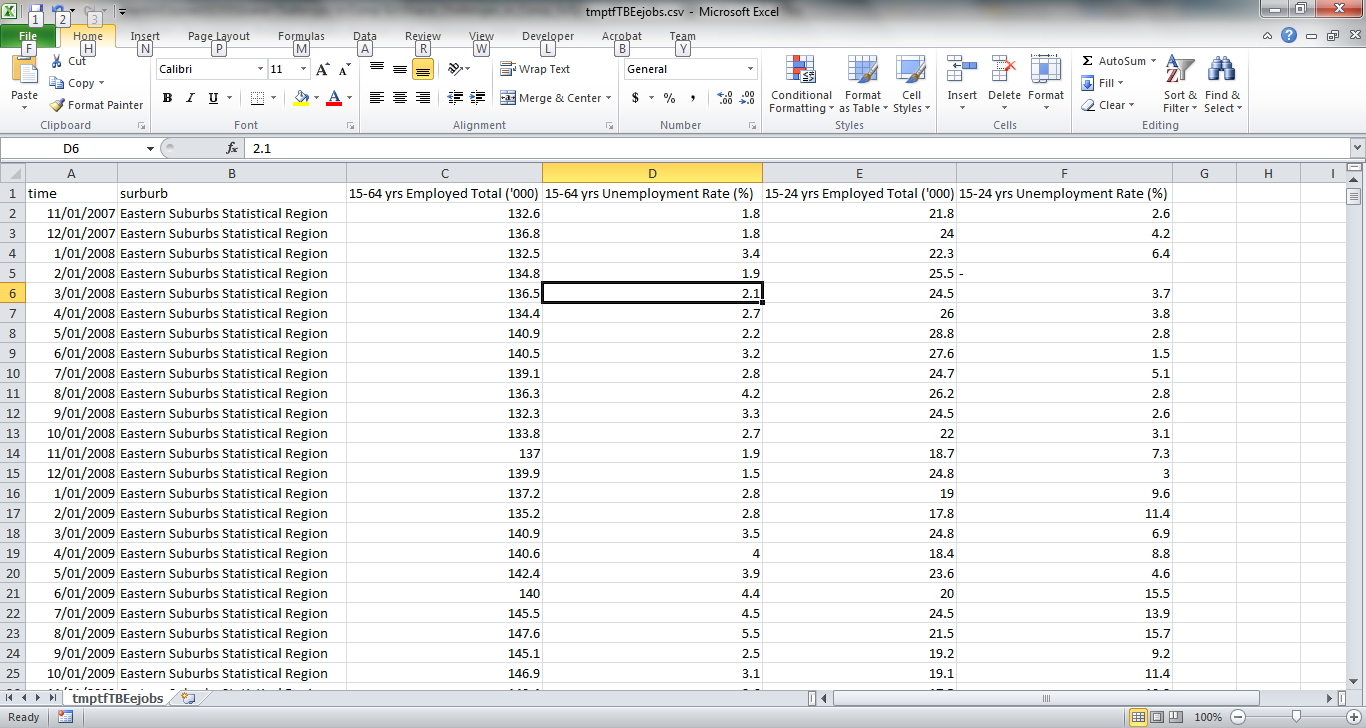 tmptfTBEejobs.csv - Microsoft Excel
1 2 3
File Home Insert Page Layout Formulas Data Review View Developer Acrobat Team
F H N P M A R W L B Y
Paste Cut Calibri 11 A A Wrap Text General Conditional Formatting Format as Table Cell Styles Insert Delete Format Σ AutoSum Sort & Filter Find & Select
Copy Fill
Format Painter B I U A Merge & Center $ % , .00 .0 Clear
Clipboard Font Alignment Number Styles Cells Editing
D6 fx 2.1
A B C D E F G H I
1 time surburb 15-64 yrs Employed Total ('000) 15-64 yrs Unemployment Rate (%) 15-24 yrs Employed Total ('000) 15-24 yrs Unemployment Rate (%)
2 11/01/2007 Eastern Suburbs Statistical Region 132.6 1.8 21.8 2.6
3 12/01/2007 Eastern Suburbs Statistical Region 136.8 1.8 24 4.2
4 1/01/2008 Eastern Suburbs Statistical Region 132.5 3.4 22.3 6.4
5 2/01/2008 Eastern Suburbs Statistical Region 134.8 1.9 25.5 -
6 3/01/2008 Eastern Suburbs Statistical Region 136.5 2.1 24.5 3.7
7 4/01/2008 Eastern Suburbs Statistical Region 134.4 2.7 26 3.8
8 5/01/2008 Eastern Suburbs Statistical Region 140.9 2.2 28.8 2.8
9 6/01/2008 Eastern Suburbs Statistical Region 140.5 3.2 27.6 1.5
10 7/01/2008 Eastern Suburbs Statistical Region 139.1 2.8 24.7 5.1
11 8/01/2008 Eastern Suburbs Statistical Region 136.3 4.2 26.2 2.8
12 9/01/2008 Eastern Suburbs Statistical Region 132.3 3.3 24.5 2.6
13 10/01/2008 Eastern Suburbs Statistical Region 133.8 2.7 22 3.1
14 11/01/2008 Eastern Suburbs Statistical Region 137 1.9 18.7 7.3
15 12/01/2008 Eastern Suburbs Statistical Region 139.9 1.5 24.8 3
16 1/01/2009 Eastern Suburbs Statistical Region 137.2 2.8 19 9.6
17 2/01/2009 Eastern Suburbs Statistical Region 135.2 2.8 17.8 11.4
18 3/01/2009 Eastern Suburbs Statistical Region 140.9 3.5 24.8 6.9
19 4/01/2009 Eastern Suburbs Statistical Region 140.6 4 18.4 8.8
20 5/01/2009 Eastern Suburbs Statistical Region 142.4 3.9 23.6 4.6
21 6/01/2009 Eastern Suburbs Statistical Region 140 4.4 20 15.5
22 7/01/2009 Eastern Suburbs Statistical Region 145.5 4.5 24.5 13.9
23 8/01/2009 Eastern Suburbs Statistical Region 147.6 5.5 21.5 15.7
24 9/01/2009 Eastern Suburbs Statistical Region 145.1 2.5 19.2 9.2
25 10/01/2009 Eastern Suburbs Statistical Region 146.9 3.1 19.1 11.4
tmptfTBEejobs
Ready 100%